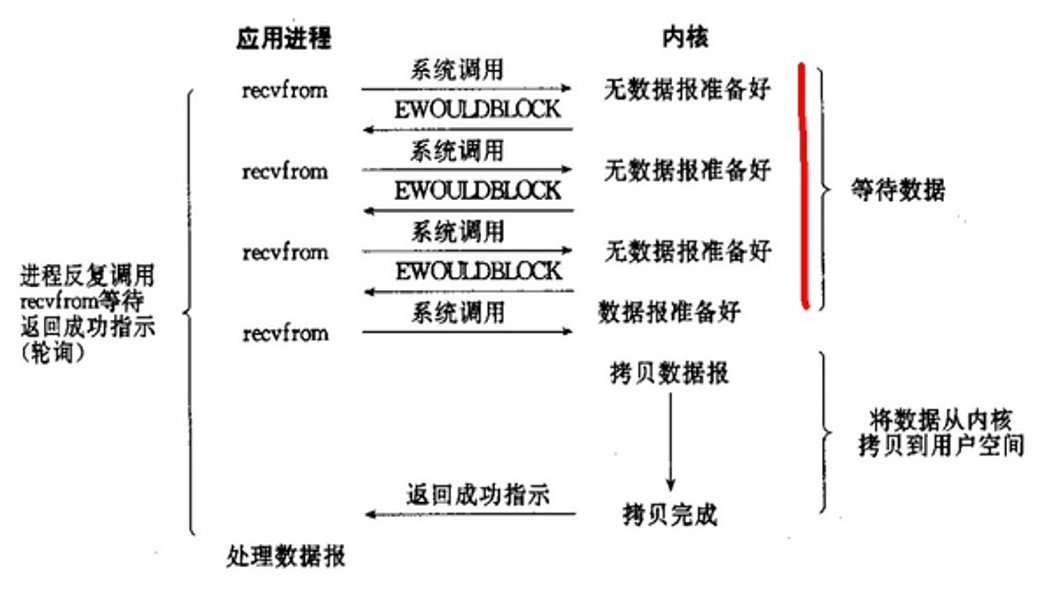 应用进程
内核
recvfrom
系统调用
无数据报准备好
EWOULDBLOCK
recvfrom
系统调用
无数据报准备好
EWOULDBLOCK
等待数据
recvfrom
系统调用
无数据报准备好
EWOULDBLOCK
进程反复调用
recvfrom等待
返回成功指示
(轮询)
recvfrom
系统调用
数据报准备好
拷贝数据报
将数据从内核
拷贝到用户空间
返回成功指示
拷贝完成
处理数据报